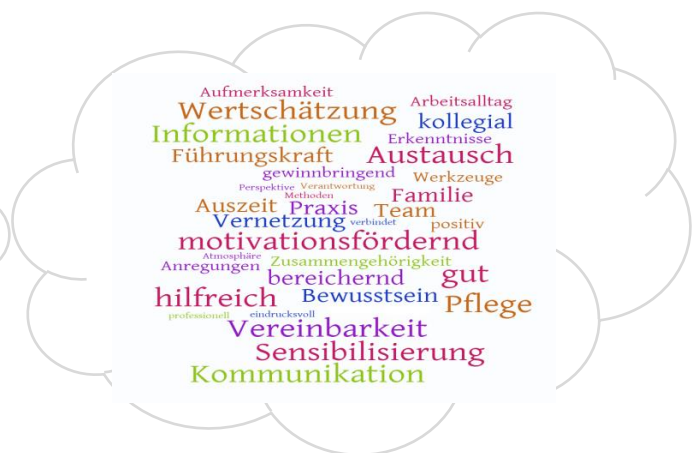 Aufmerksamkeit
Wertschätzung Arbeitsalltag
Informationen kollegial
Führungskraft Erkenntnisse
Austausch
gewinnbringend Werkzeuge
Perspektive Verantwortung
Methoden Familie
Auszeit Praxis Team
Vernetzung verbindet positiv
motivationsfördernd
Atmosphäre
Anregungen Zusammengehörigkeit
bereichernd gut
hilfreich Bewusstsein Pflege
professionell eindrucksvoll
Vereinbarkeit
Sensibilisierung
Kommunikation